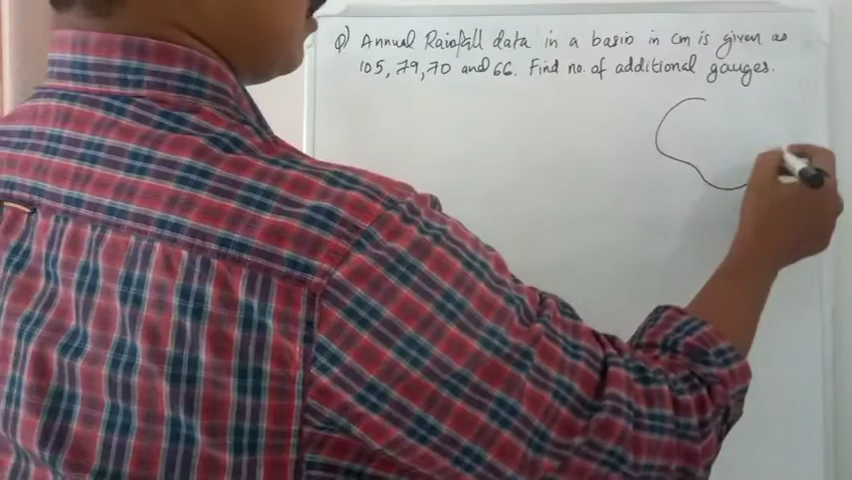 Q) Annual Rainfall data in a basin in cm is given as
105, 79, 70 and 66. Find no. of additional gauges.